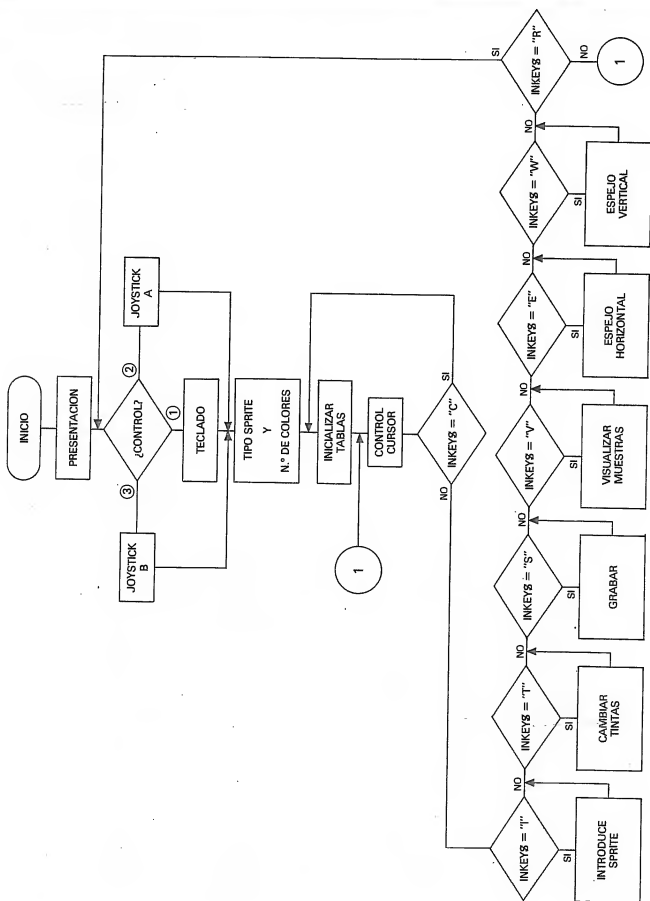 INICIO
PRESENTACION
¿CONTROL?
③
②
①
JOYSTICK
B
TECLADO
JOYSTICK
A
TIPO SPRITE
Y
N.° DE COLORES
INICIALIZAR
TABLAS
1
CONTROL
CURSOR
INKEY$ = "C"
NO
SI
INKEY$ = "I"
NO
SI
INTRODUCE
SPRITE
INKEY$ = "T"
NO
SI
CAMBIAR
TINTAS
INKEY$ = "S"
NO
SI
GRABAR
INKEY$ = "V"
NO
SI
VISUALIZAR
MUESTRAS
INKEY$ = "E"
NO
SI
ESPEJO
HORIZONTAL
INKEY$ = "W"
NO
SI
ESPEJO
VERTICAL
INKEY$ = "R"
SI
NO
1